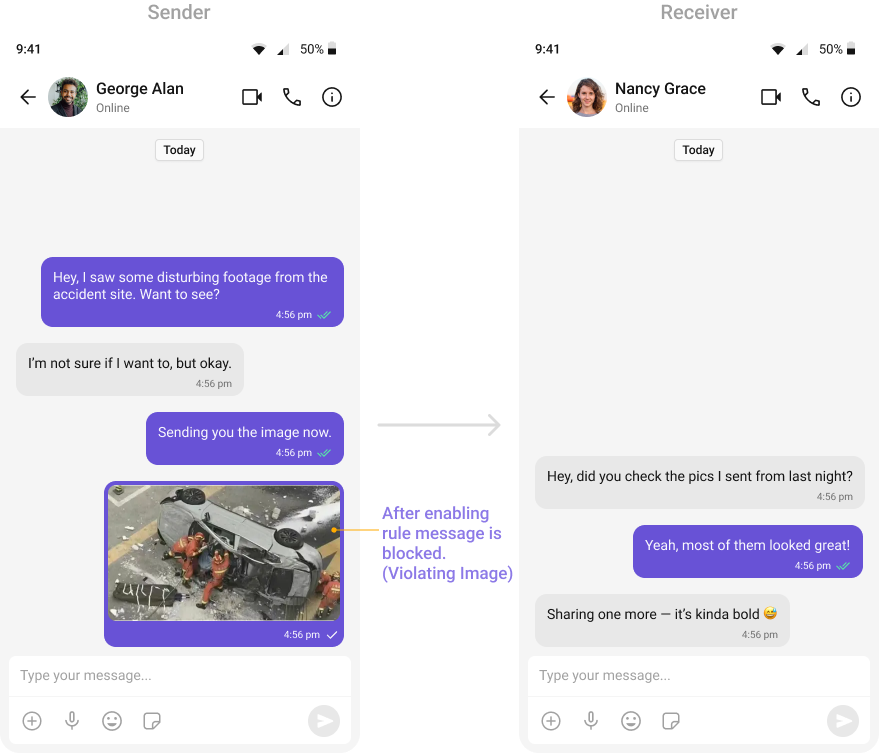 Sender
9:41
50%
George Alan
Online
Today
Hey, I saw some disturbing footage from the
accident site. Want to see?
4:56 pm
I’m not sure if I want to, but okay.
4:56 pm
Sending you the image now.
4:56 pm
4:56 pm
Type your message...
After enabling
rule message is
blocked.
(Violating Image)
Receiver
9:41
50%
Nancy Grace
Online
Today
Hey, did you check the pics I sent from last night?
4:56 pm
Yeah, most of them looked great!
4:56 pm
Sharing one more — it’s kinda bold 😅
4:56 pm
Type your message...